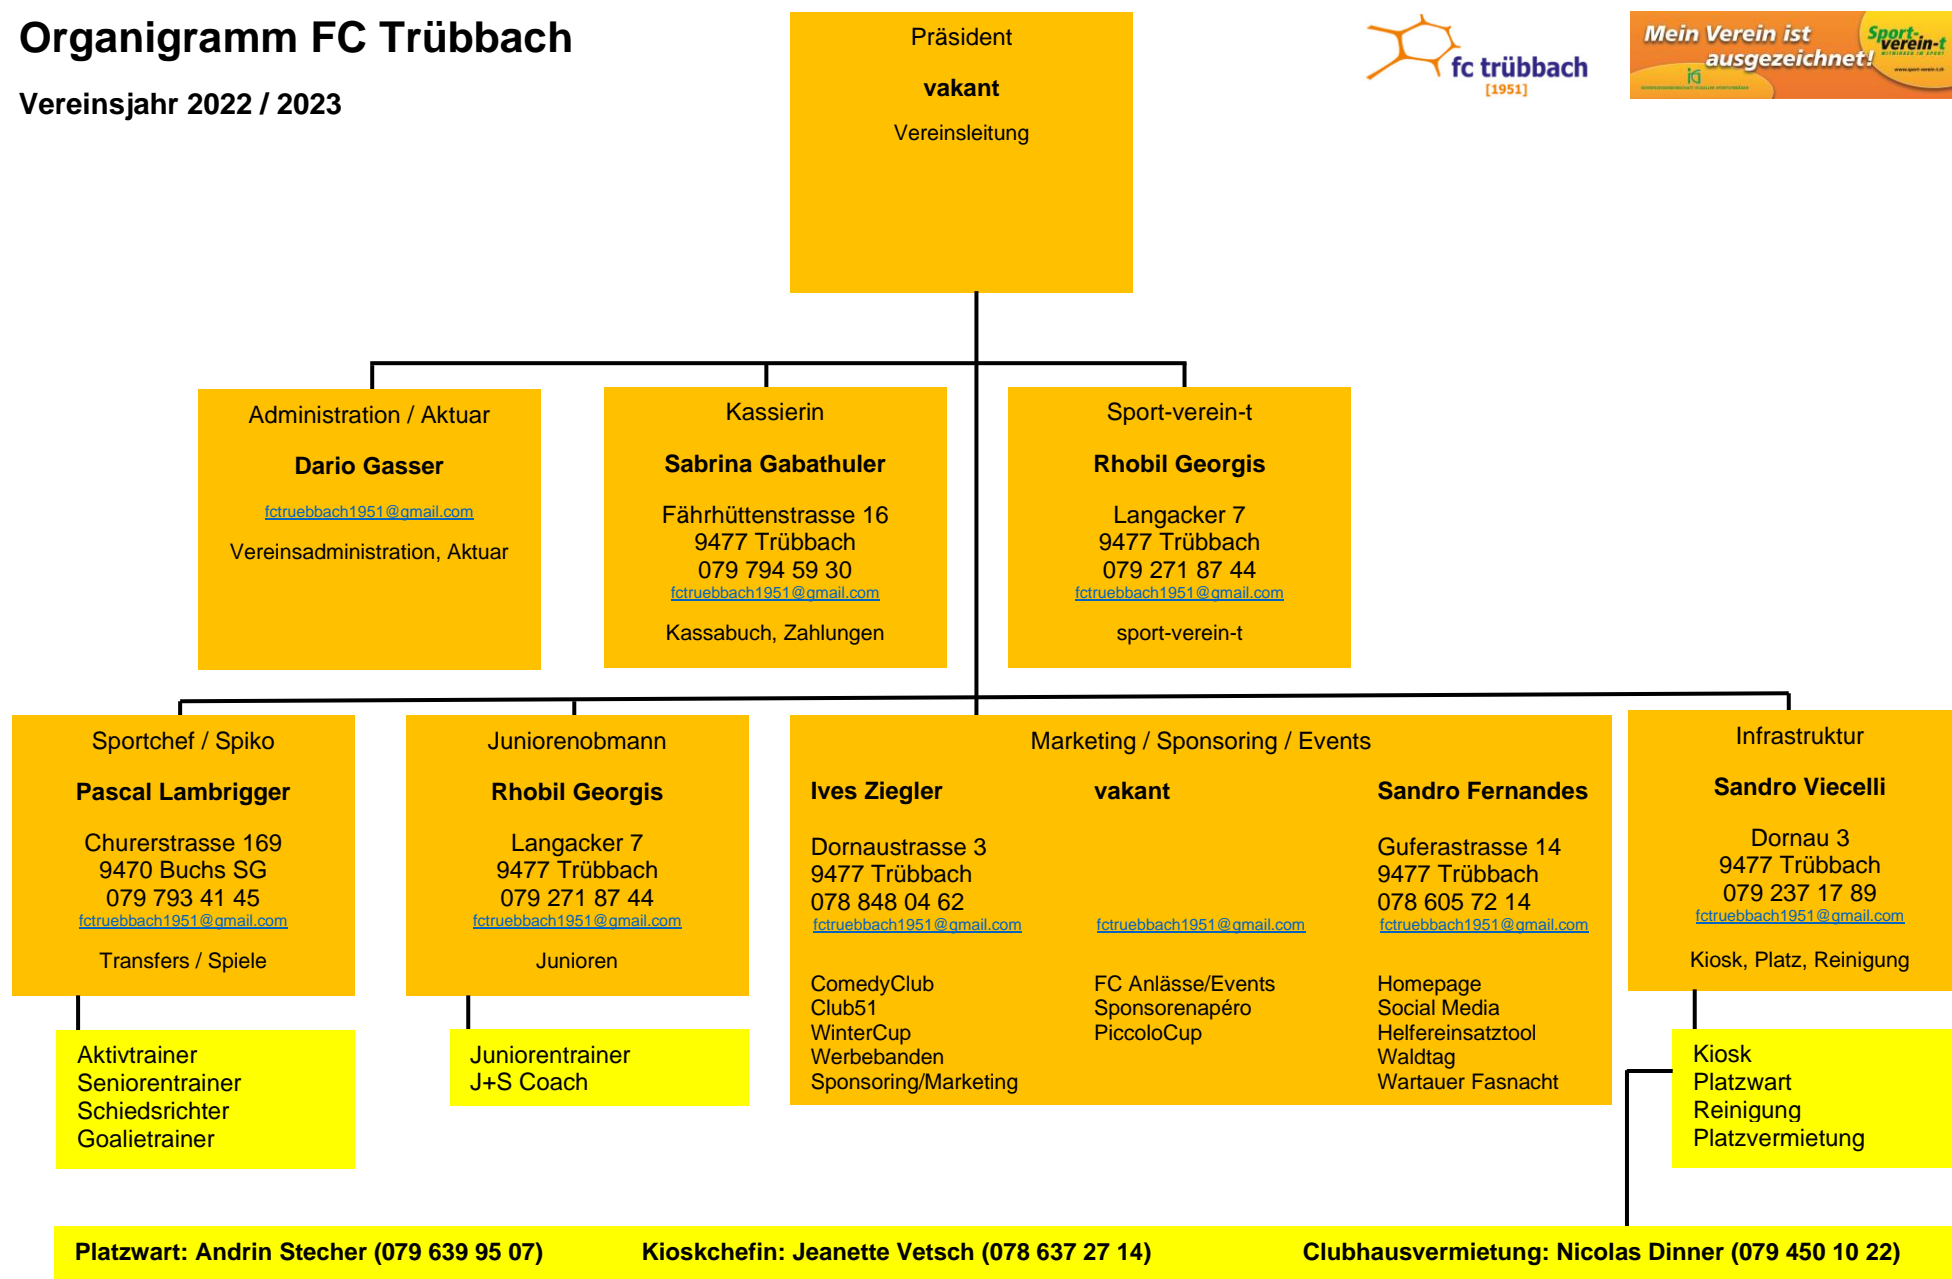 Organigramm FC Trübbach
Vereinsjahr 2022 / 2023
Präsident
vakant
Vereinsleitung
fc trübbach
[1951]
Mein Verein ist
ausgezeichnet!
Sport-
verein-t
www.sport-verein-t.ch
Administration / Aktuar
Dario Gasser
fctruebbach1951@gmail.com
Vereinsadministration, Aktuar
Kassierin
Sabrina Gabathuler
Fährhüttenstrasse 16
9477 Trübbach
079 794 59 30
fctruebbach1951@gmail.com
Kassabuch, Zahlungen
Sport-verein-t
Rhobil Georgis
Langacker 7
9477 Trübbach
079 271 87 44
fctruebbach1951@gmail.com
sport-verein-t
Sportchef / Spiko
Pascal Lambrigger
Churerstrasse 169
9470 Buchs SG
079 793 41 45
fctruebbach1951@gmail.com
Transfers / Spiele
Aktivtrainer
Seniorentrainer
Schiedsrichter
Goalietrainer
Juniorenobmann
Rhobil Georgis
Langacker 7
9477 Trübbach
079 271 87 44
fctruebbach1951@gmail.com
Junioren
Juniorentrainer
J+S Coach
Marketing / Sponsoring / Events
Ives Ziegler
Dornaustrasse 3
9477 Trübbach
078 848 04 62
fctruebbach1951@gmail.com
ComedyClub
Club51
WinterCup
Werbebanden
Sponsoring/Marketing
vakant
fctruebbach1951@gmail.com
FC Anlässe/Events
Sponsorenapéro
PiccoloCup
Sandro Fernandes
Guferastrasse 14
9477 Trübbach
078 605 72 14
fctruebbach1951@gmail.com
Homepage
Social Media
Helfereinsatztool
Waldtag
Wartauer Fasnacht
Infrastruktur
Sandro Viecelli
Dornau 3
9477 Trübbach
079 237 17 89
fctruebbach1951@gmail.com
Kiosk, Platz, Reinigung
Kiosk
Platzwart
Reinigung
Platzvermietung
Platzwart: Andrin Stecher (079 639 95 07) Kioskchefin: Jeanette Vetsch (078 637 27 14) Clubhausvermietung: Nicolas Dinner (079 450 10 22)